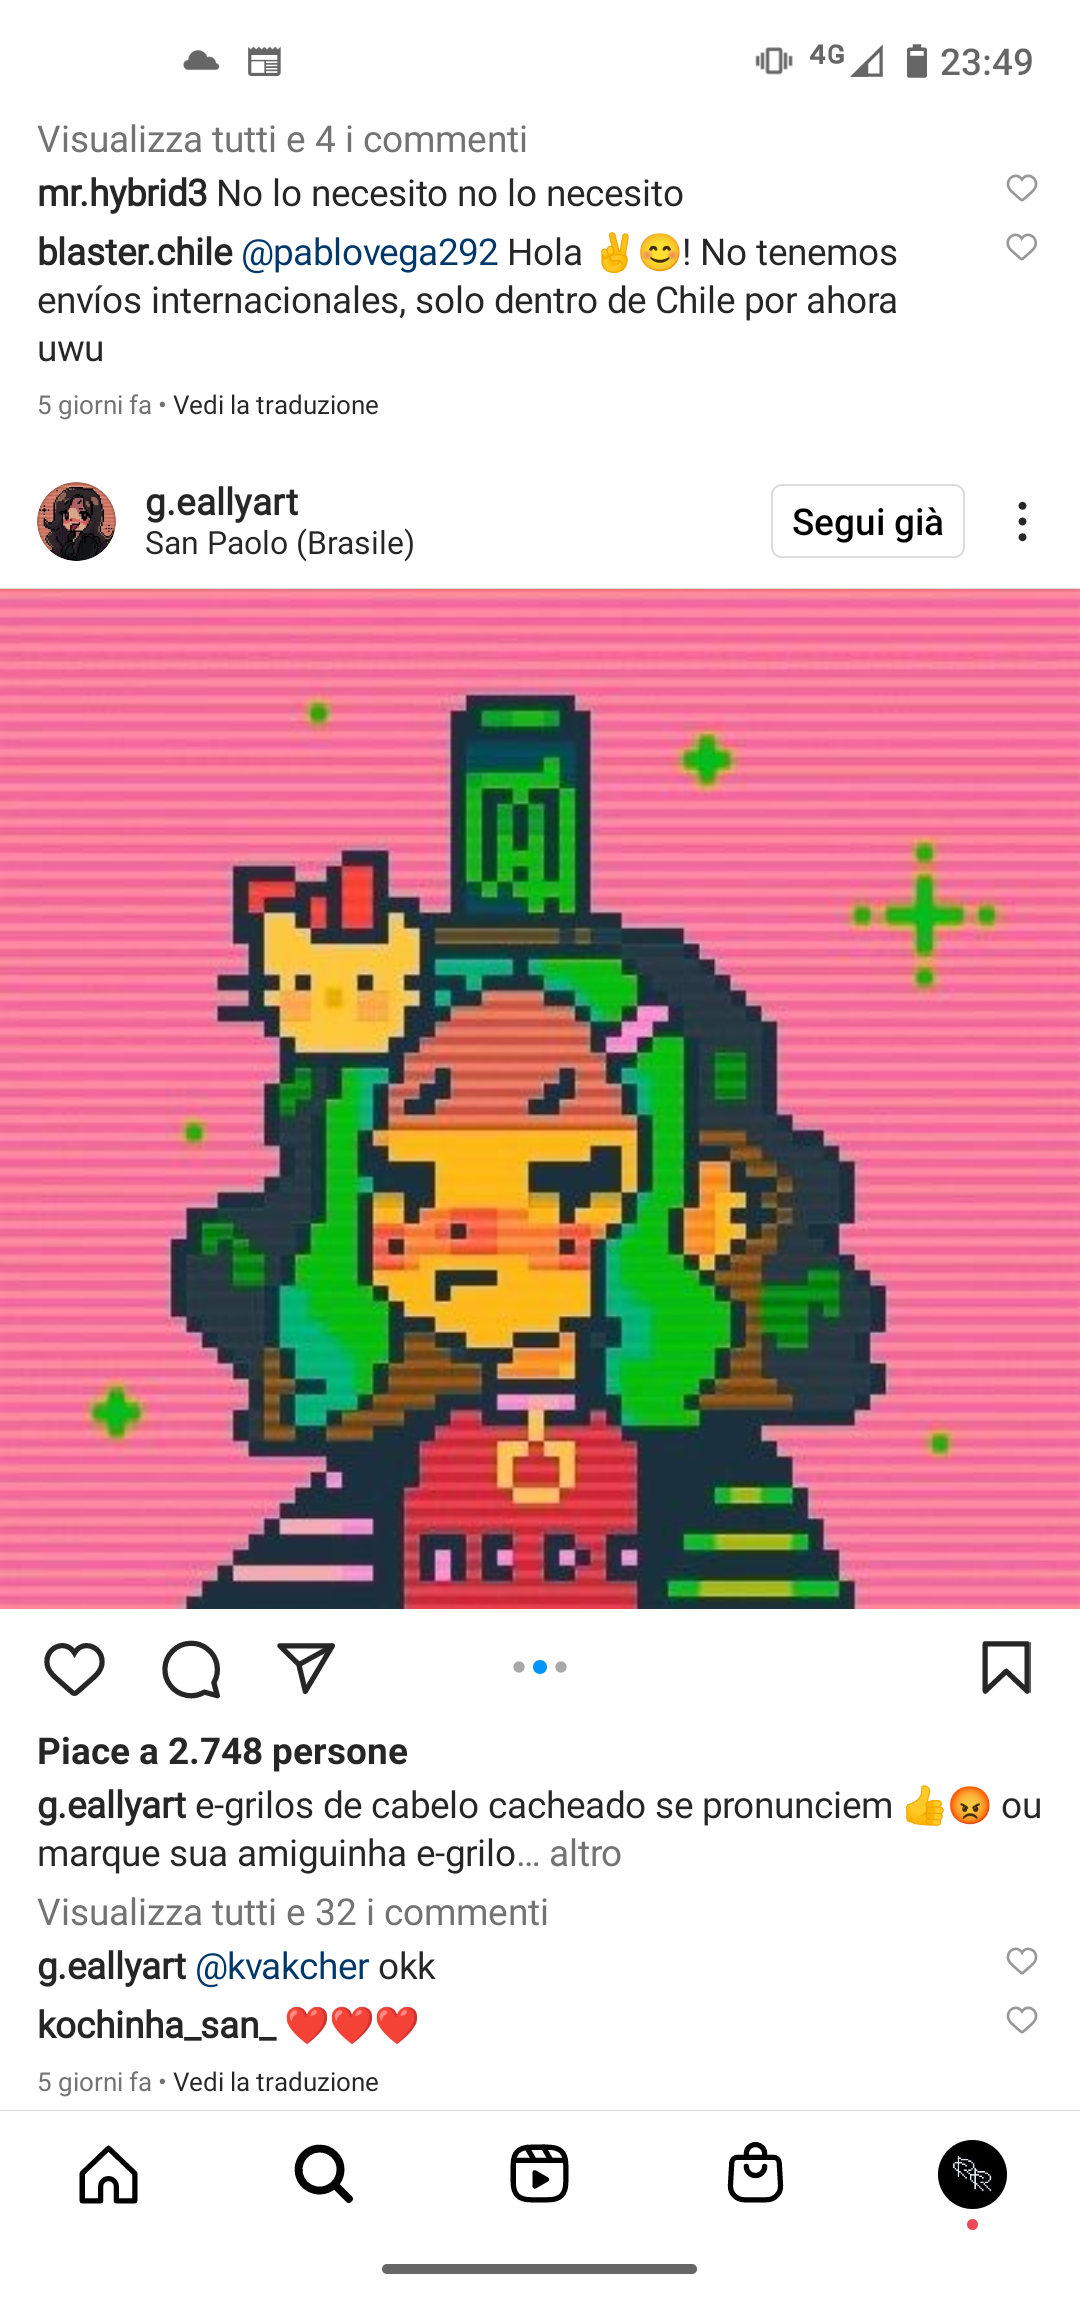 4G 23:49
Visualizza tutti e 4 i commenti
mr.hybrid3 No lo necesito no lo necesito
blaster.chile @pablovega292 Hola ✌😊! No tenemos
envíos internacionales, solo dentro de Chile por ahora
uwu
5 giorni fa • Vedi la traduzione
g.eallyart
San Paolo (Brasile)
Segui già
Piace a 2.748 persone
g.eallyart e-grilos de cabelo cacheado se pronunciem 👍😡 ou
marque sua amiguinha e-grilo... altro
Visualizza tutti e 32 i commenti
g.eallyart @kvakcher okk
kochinha_san_ ❤️❤️❤️
5 giorni fa • Vedi la traduzione